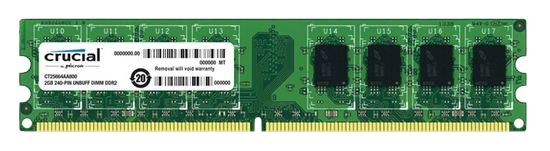 U10
U11
U12
U13
U14
U15
U16
U17
crucial
by micron
0000000.00
000000 MT
CT25664AA800
2GB 240-PIN UNBUFF DIMM DDR2
Removal will void warranty
20